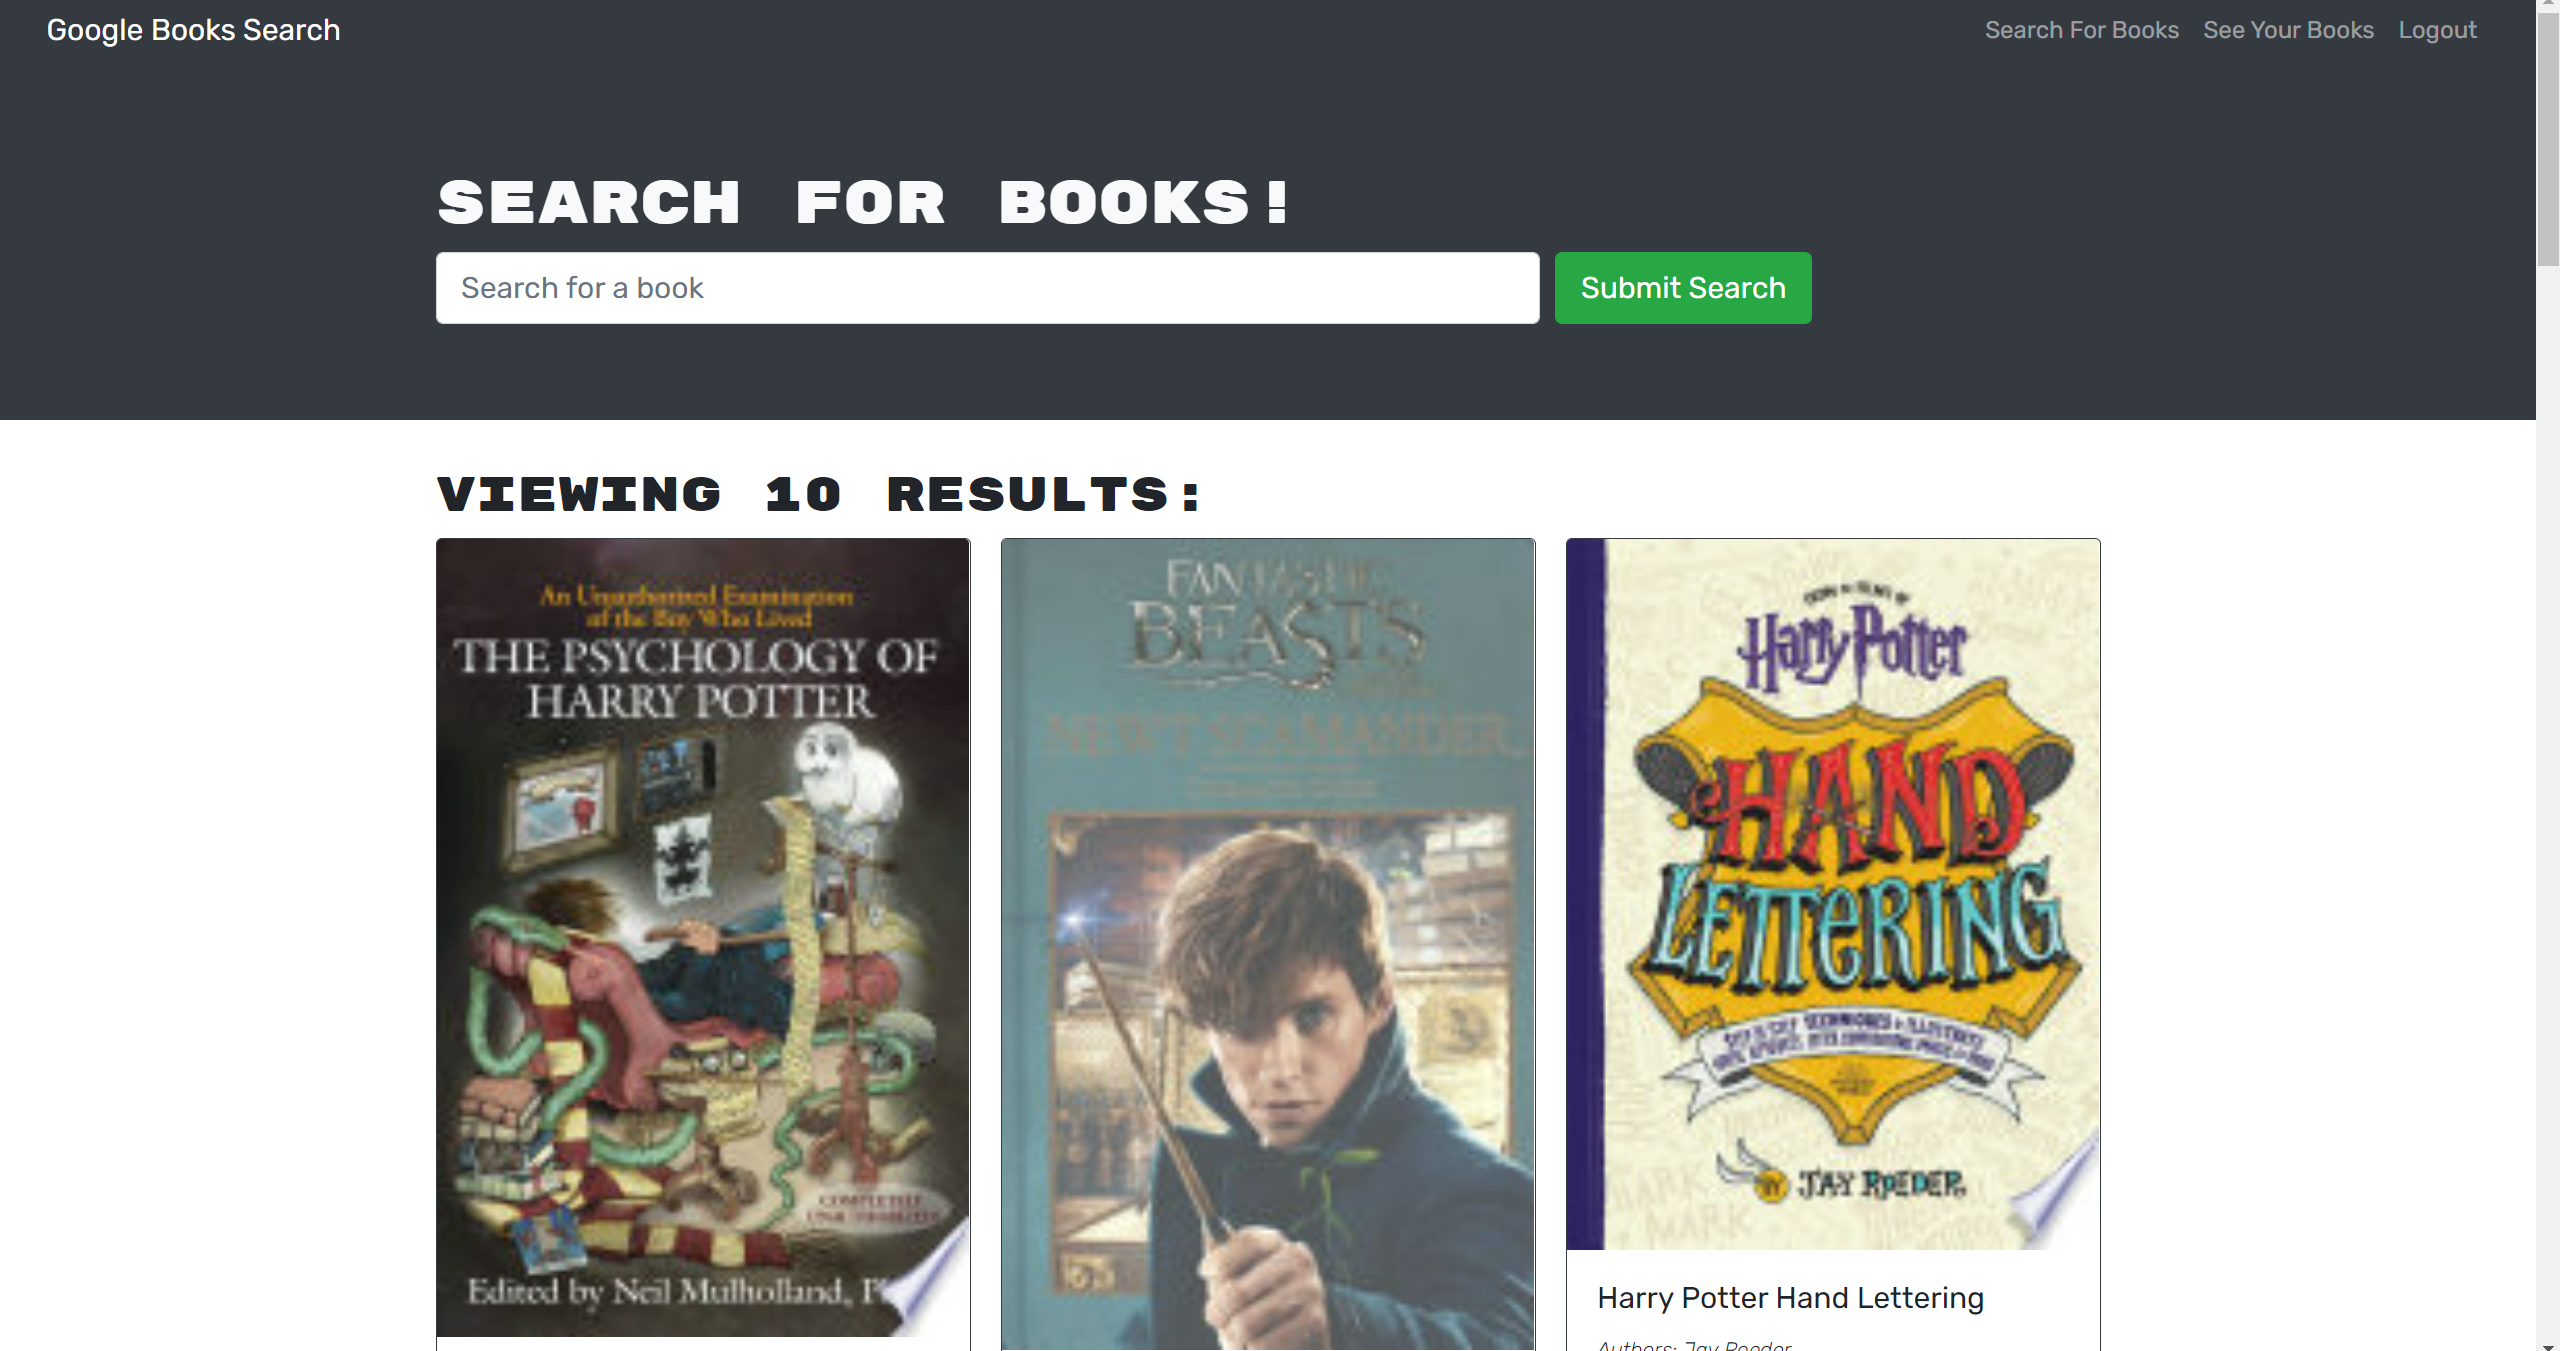 Google Books Search
Search For Books See Your Books Logout
SEARCH FOR BOOKS!
Search for a book
Submit Search
VIEWING 10 RESULTS:
An Unauthorized Examination
of the Boy Who Lived
THE PSYCHOLOGY OF
HARRY POTTER
COMPLETELY
UNAUTHORIZED
Edited by Neil Mulholland, P
FANTASTIC
BEASTS
NEWT SCAMANDER
Harry Potter
HAND
LETTERING
BY JAY ROEDER
Harry Potter Hand Lettering
Authors: Jay Roeder